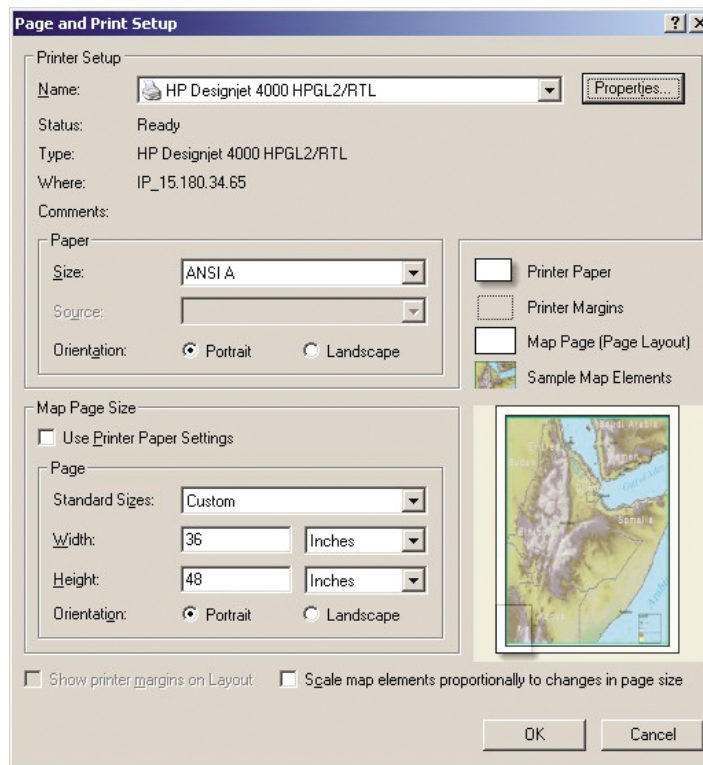 Page and Print Setup
Printer Setup
Name: HP Designjet 4000 HPGL2/RTL Properties...
Status: Ready
Type: HP Designjet 4000 HPGL2/RTL
Where: IP_15.180.34.65
Comments:
Paper
Size: ANSI A
Source:
Orientation: Portrait Landscape
Printer Paper
Printer Margins
Map Page (Page Layout)
Sample Map Elements
Map Page Size
Use Printer Paper Settings
Page
Standard Sizes: Custom
Width: 36 Inches
Height: 48 Inches
Orientation: Portrait Landscape
Saudi Arabia
Yemen
Gulf of Aden
Somalia
Show printer margins on Layout
Scale map elements proportionally to changes in page size
OK Cancel